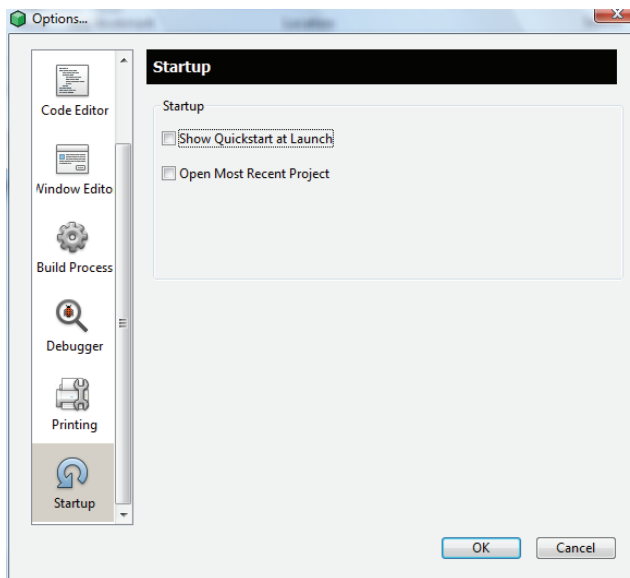 Options...
Startup
Code Editor
Window Edito
Build Process
Debugger
Printing
Startup
Startup
Show Quickstart at Launch
Open Most Recent Project
OK
Cancel